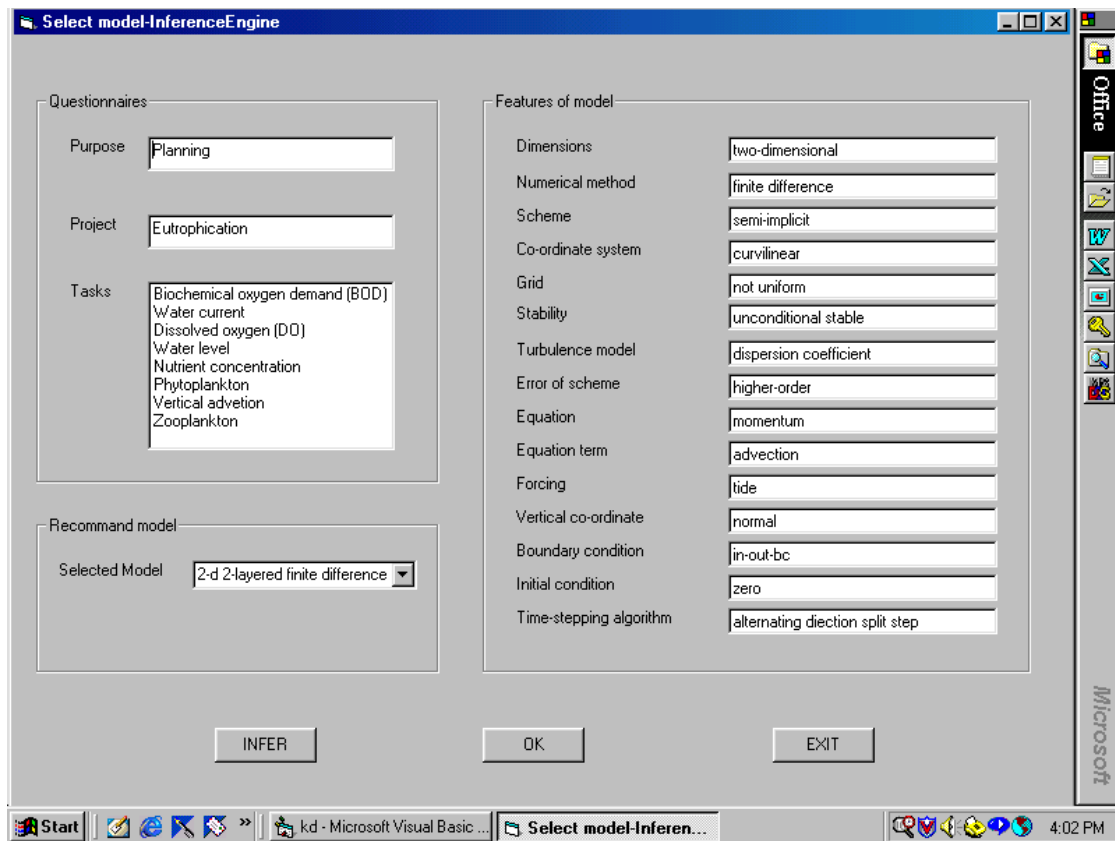 Select model-InferenceEngine
Questionnaires
Purpose
Planning
Project
Eutrophication
Tasks
Biochemical oxygen demand (BOD)
Water current
Dissolved oxygen (DO)
Water level
Nutrient concentration
Phytoplankton
Vertical advetion
Zooplankton
Recommand model
Selected Model
2-d 2-layered finite difference
Features of model
Dimensions
two-dimensional
Numerical method
finite difference
Scheme
semi-implicit
Co-ordinate system
curvilinear
Grid
not uniform
Stability
unconditional stable
Turbulence model
dispersion coefficient
Error of scheme
higher-order
Equation
momentum
Equation term
advection
Forcing
tide
Vertical co-ordinate
normal
Boundary condition
in-out-bc
Initial condition
zero
Time-stepping algorithm
alternating diection split step
INFER
OK
EXIT
Office
Microsoft
Start
»
kd - Microsoft Visual Basic ...
Select model-Inferen...
4:02 PM